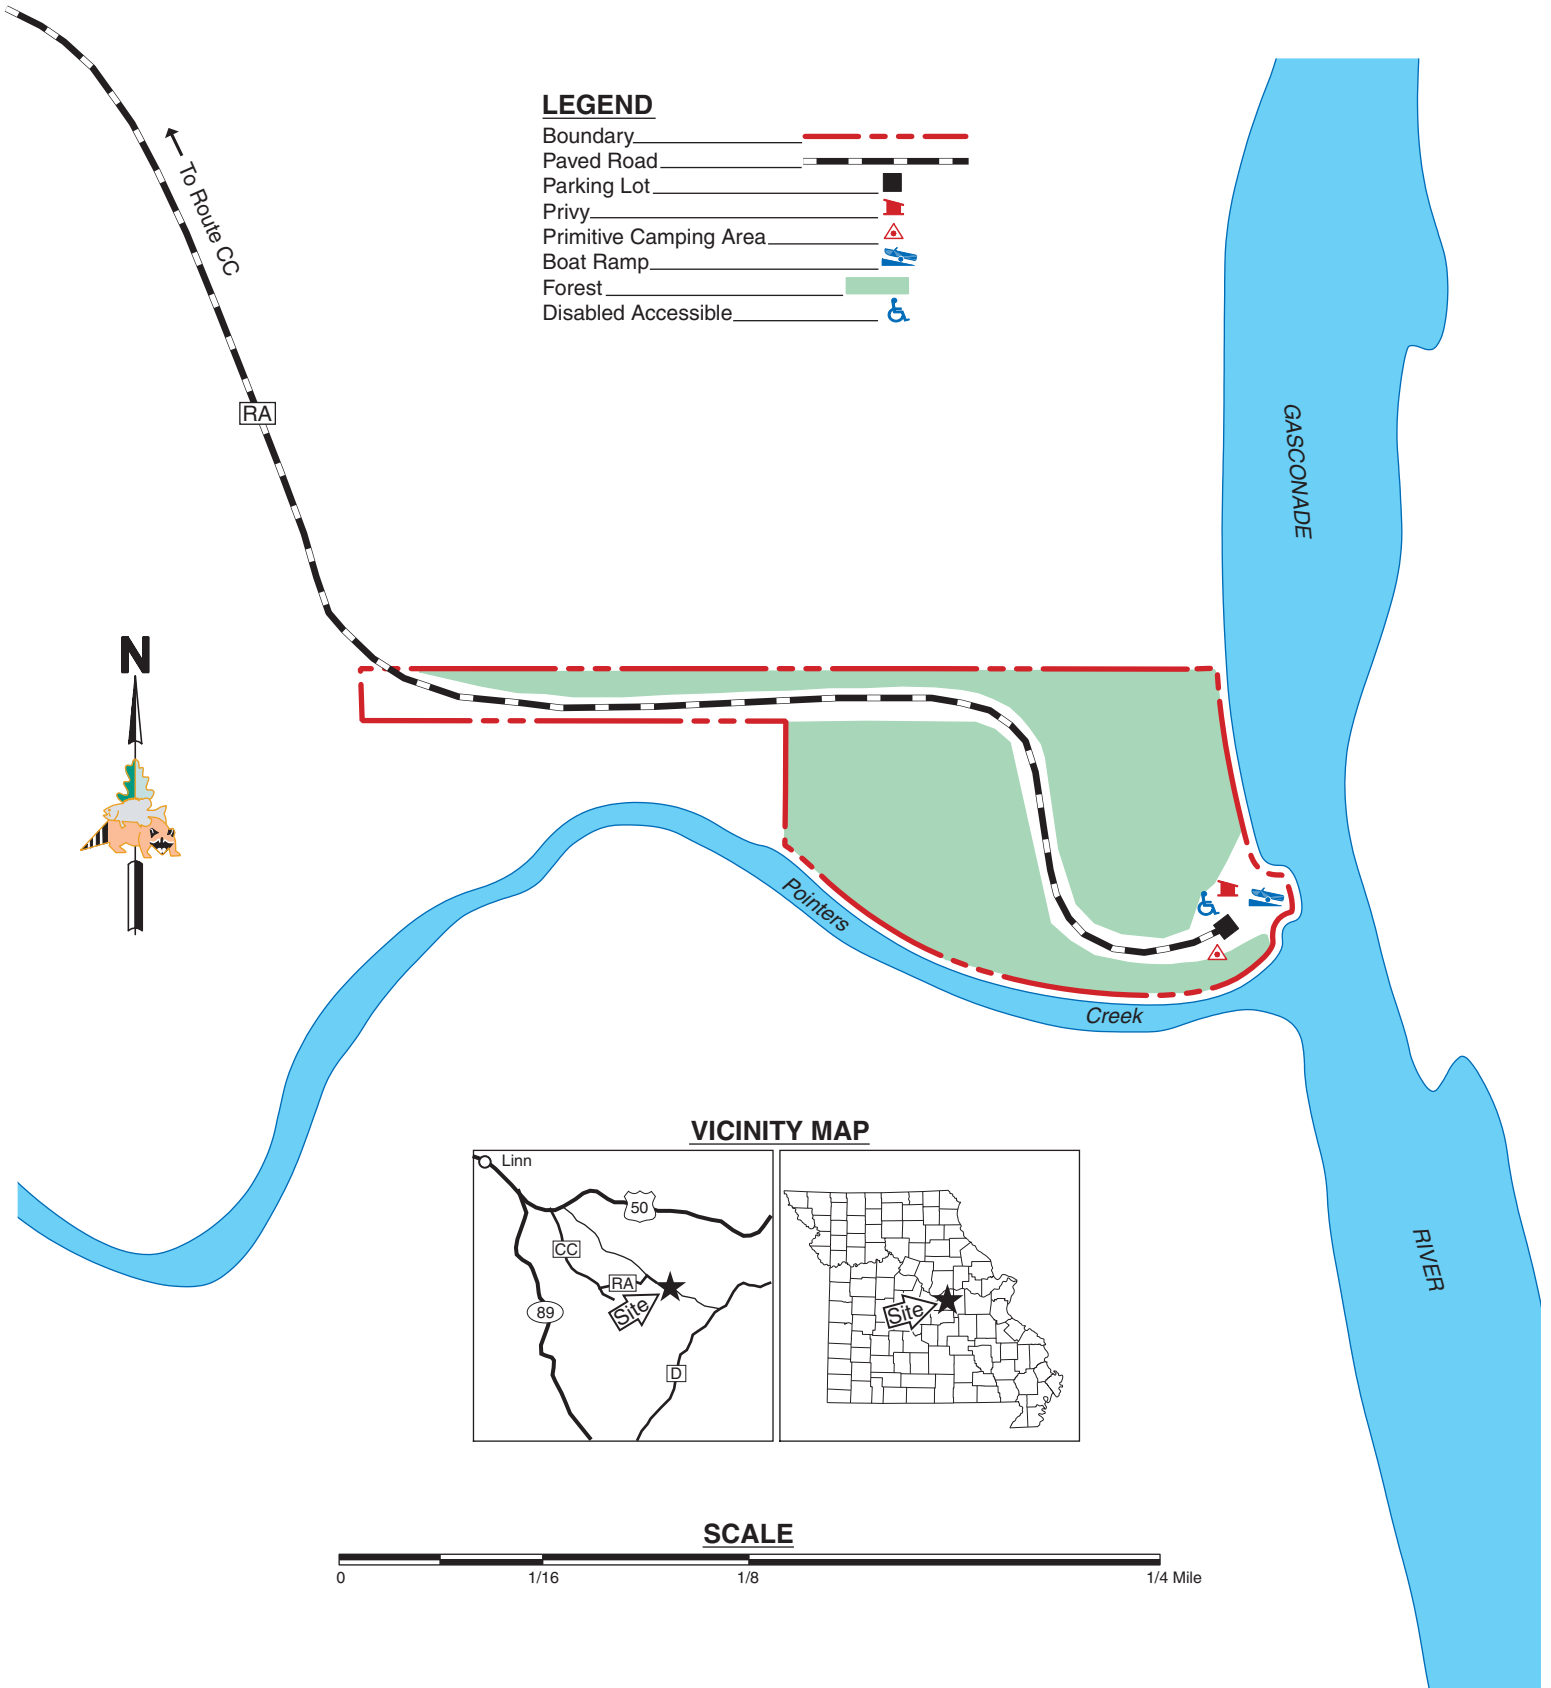 LEGEND
Boundary
Paved Road
Parking Lot
Privy
Primitive Camping Area
Boat Ramp
Forest
Disabled Accessible
To Route CC
RA
GASCONADE
N
Pointers
Creek
RIVER
VICINITY MAP
Linn
50
CC
RA
Site
89
D
Site
SCALE
0 1/16 1/8 1/4 Mile